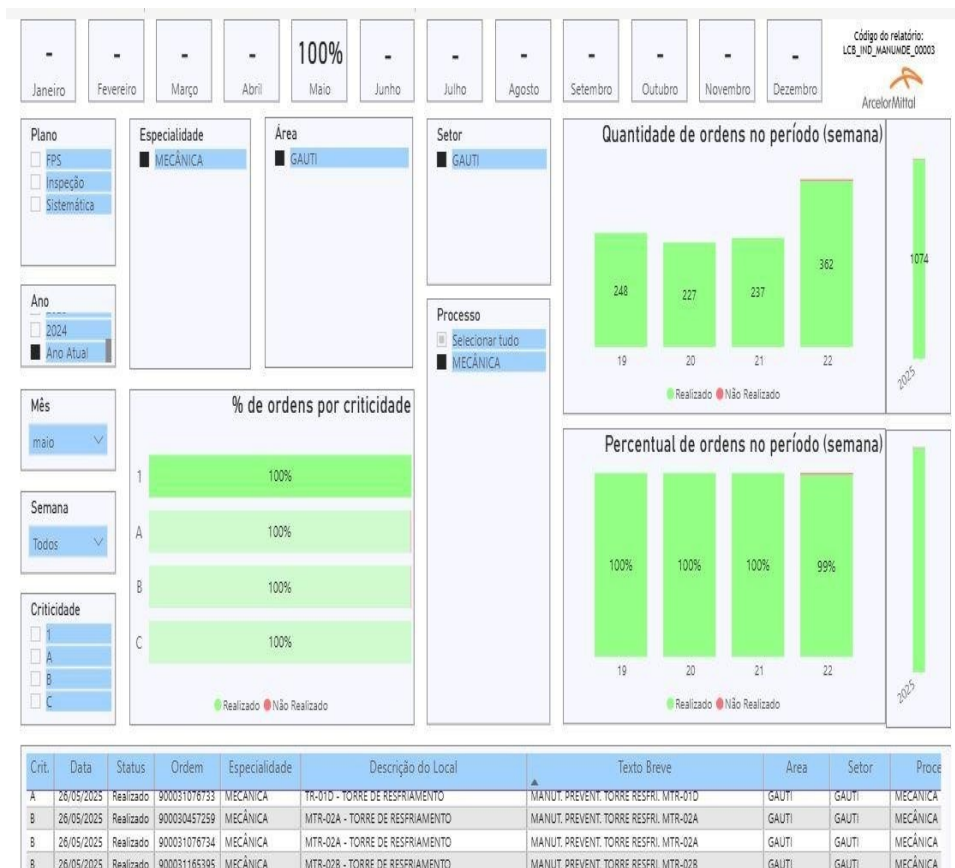 -
-
-
-
100%
-
-
-
-
-
-
-
Janeiro
Fevereiro
Março
Abril
Maio
Junho
Julho
Agosto
Setembro
Outubro
Novembro
Dezembro
Código do relatório:
LCB_IND_MANUMDE_00003
ArcelorMittal
Plano
FPS
Inspeção
Sistemática
Especialidade
MECÂNICA
Área
GAUTI
Setor
GAUTI
Quantidade de ordens no período (semana)
248
227
237
362
1074
19
20
21
22
2025
Realizado
Não Realizado
Ano
2024
Ano Atual
Processo
Selecionar tudo
MECÂNICA
Mês
maio
Semana
Todos
Criticidade
1
A
B
C
% de ordens por criticidade
1
100%
A
100%
B
100%
C
100%
Realizado
Não Realizado
Percentual de ordens no período (semana)
100%
100%
100%
99%
19
20
21
22
2025
Realizado
Não Realizado
Crit. Data Status Ordem Especialidade Descrição do Local Texto Breve Area Setor Proce
A 26/05/2025 Realizado 900031076733 MECÂNICA TR-01D - TORRE DE RESFRIAMENTO MANUT. PREVENT. TORRE RESFRI. MTR-01D GAUTI GAUTI MECÂNICA
B 26/05/2025 Realizado 900030457259 MECÂNICA MTR-02A - TORRE DE RESFRIAMENTO MANUT. PREVENT. TORRE RESFRI. MTR-02A GAUTI GAUTI MECÂNICA
B 26/05/2025 Realizado 900031076734 MECÂNICA MTR-02A - TORRE DE RESFRIAMENTO MANUT. PREVENT. TORRE RESFRI. MTR-02A GAUTI GAUTI MECÂNICA
B 26/05/2025 Realizado 900031165395 MECÂNICA MTR-02B - TORRE DE RESFRIAMENTO MANUT. PREVENT. TORRE RESFRI. MTR-02B GAUTI GAUTI MECÂNICA